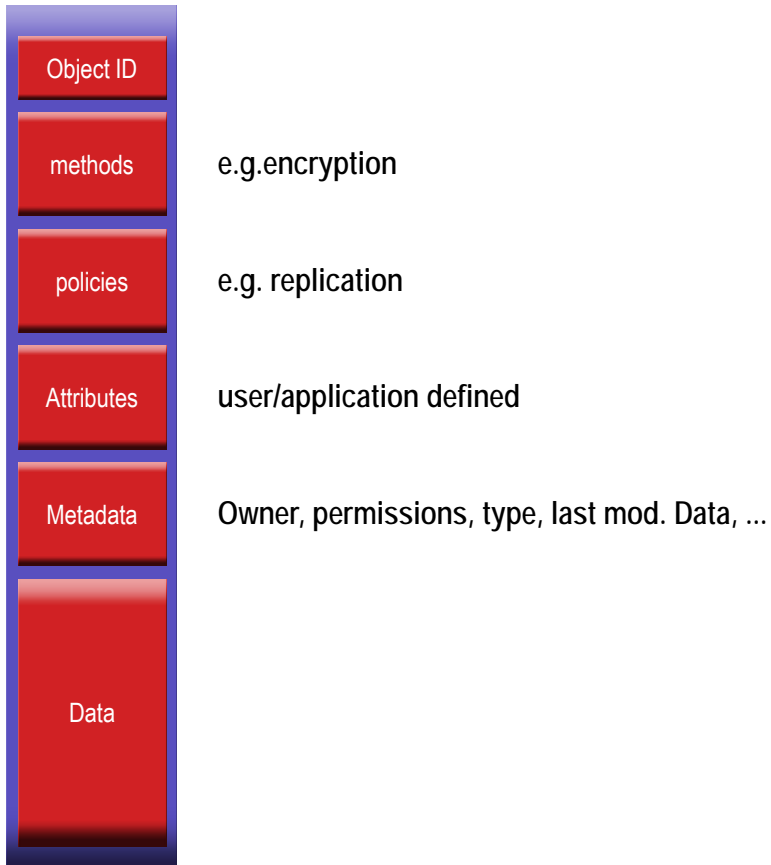 Object ID
methods
e.g.encryption
policies
e.g. replication
Attributes
user/application defined
Metadata
Owner, permissions, type, last mod. Data, ...
Data